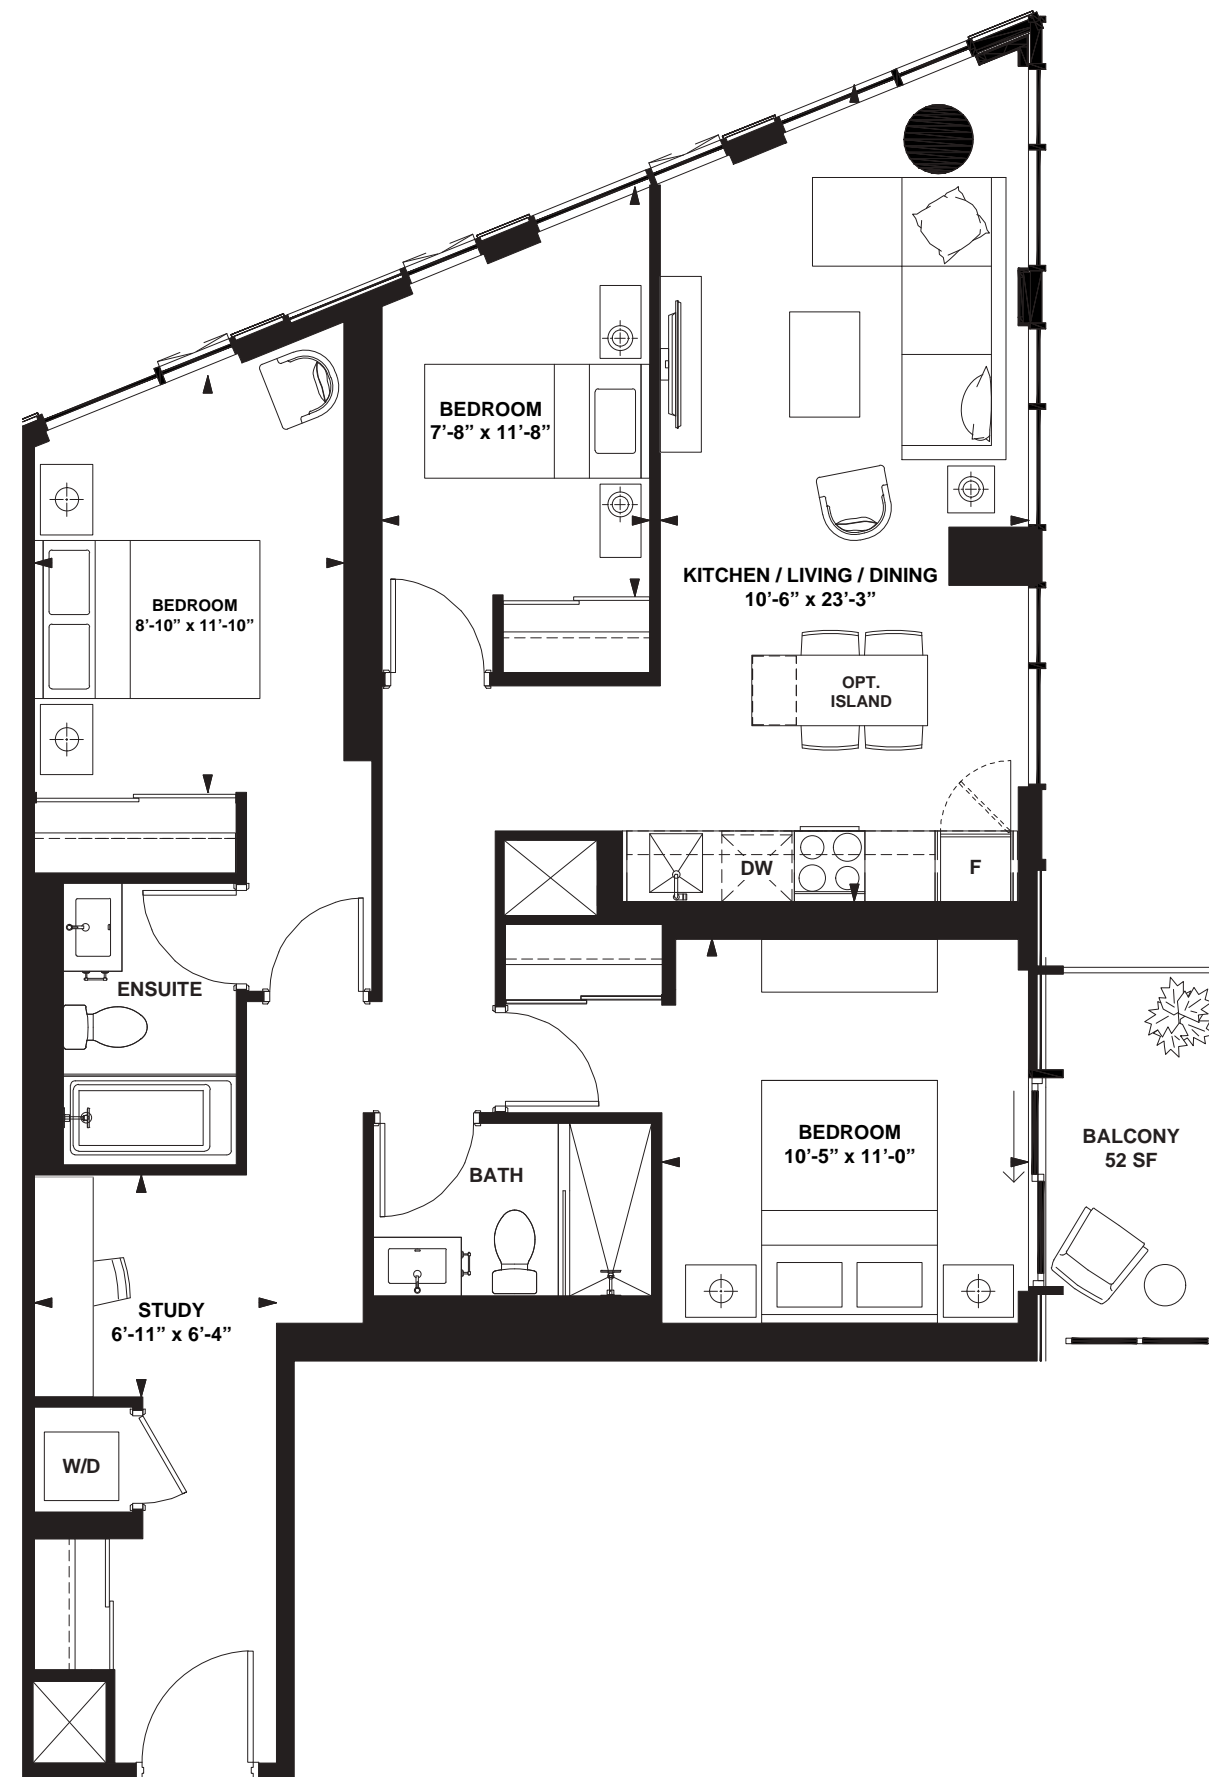 BEDROOM
7’-8” x 11’-8”
KITCHEN / LIVING / DINING
10’-6” x 23’-3”
BEDROOM
8’-10” x 11’-10”
OPT.
ISLAND
DW
F
ENSUITE
BEDROOM
10’-5” x 11’-0”
BALCONY
52 SF
BATH
STUDY
6’-11” x 6’-4”
W/D